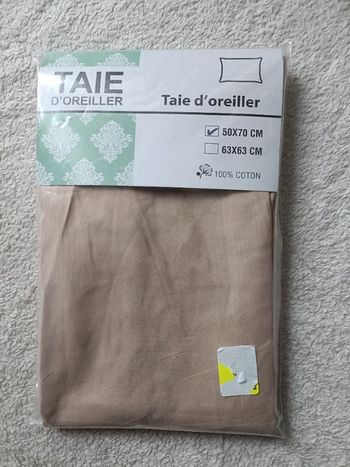 TAIE
D'OREILLER
Taie d'oreiller
50X70 CM
63X63 CM
100% COTON